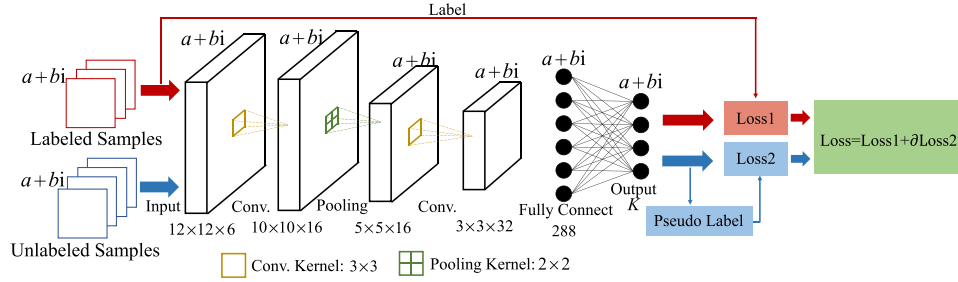 Label
a+bi
a+bi
a+bi
a+bi
a+bi
a+bi
a+bi
Labeled Samples
Loss1
Loss=Loss1+∂Loss2
Loss2
a+bi
Input
Conv.
Pooling
Conv.
Output
K
Fully Connect
Pseudo Label
Unlabeled Samples
12×12×6
10×10×16
5×5×16
3×3×32
288
Conv. Kernel: 3×3
Pooling Kernel: 2×2